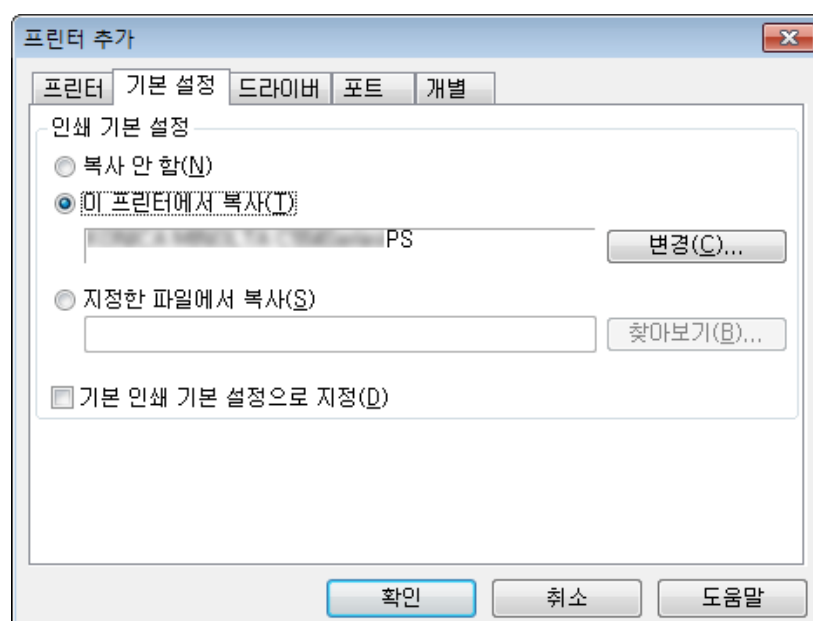 프린터 추가
프린터 기본 설정 드라이버 포트 개별
인쇄 기본 설정
복사 안 함(N)
이 프린터에서 복사(T)
PS
변경(C)...
지정한 파일에서 복사(S)
찾아보기(B)...
기본 인쇄 기본 설정으로 지정(D)
확인 취소 도움말